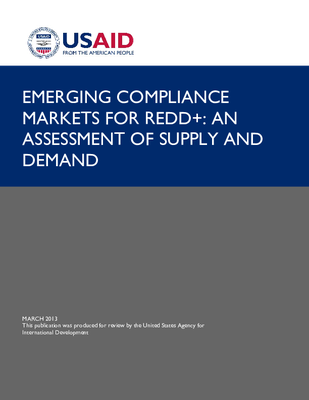 USAID
FROM THE AMERICAN PEOPLE
EMERGING COMPLIANCE
MARKETS FOR REDD+: AN
ASSESSMENT OF SUPPLY AND
DEMAND
MARCH 2013
This publication was produced for review by the United States Agency for
International Development